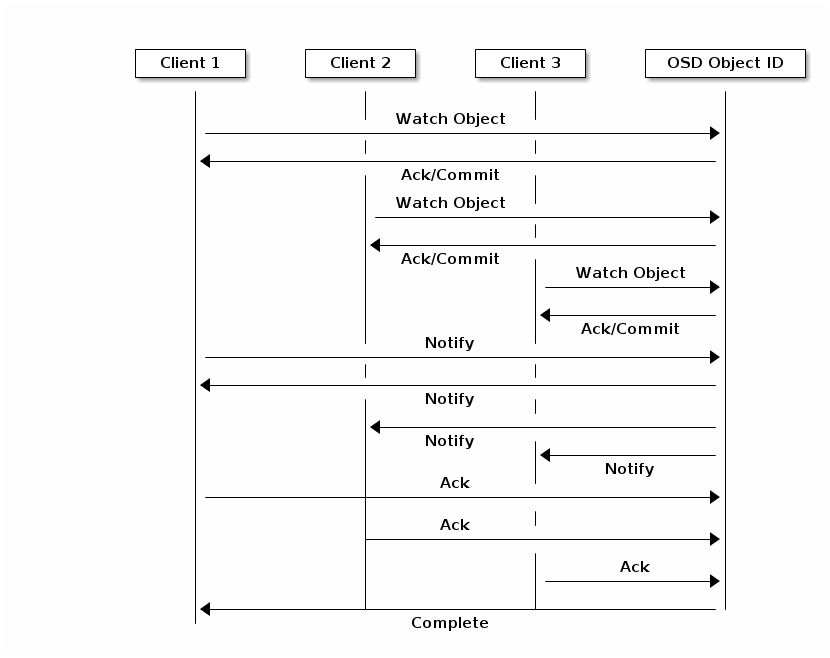 Client 1
Client 2
Client 3
OSD Object ID
Watch Object
Ack/Commit
Watch Object
Ack/Commit
Watch Object
Ack/Commit
Notify
Notify
Notify
Notify
Ack
Ack
Ack
Complete